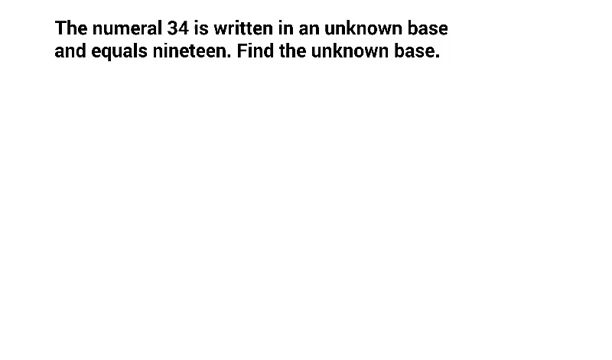 The numeral 34 is written in an unknown base
and equals nineteen. Find the unknown base.